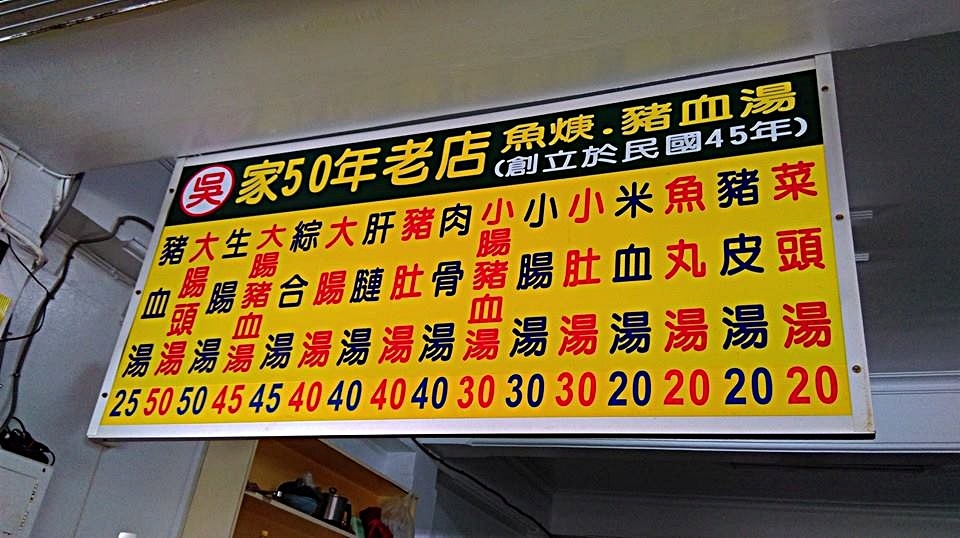 吳家50年老店 魚焿.豬血湯
(創立於民國45年)
豬血湯 25
大腸頭湯 50
生腸湯 50
大腸豬血湯 45
綜合湯 45
大腸湯 40
肝腱湯 40
豬肚湯 40
肉骨湯 40
小腸豬血湯 30
小腸湯 30
小肚湯 30
米血湯 20
魚丸湯 20
豬皮湯 20
菜頭湯 20